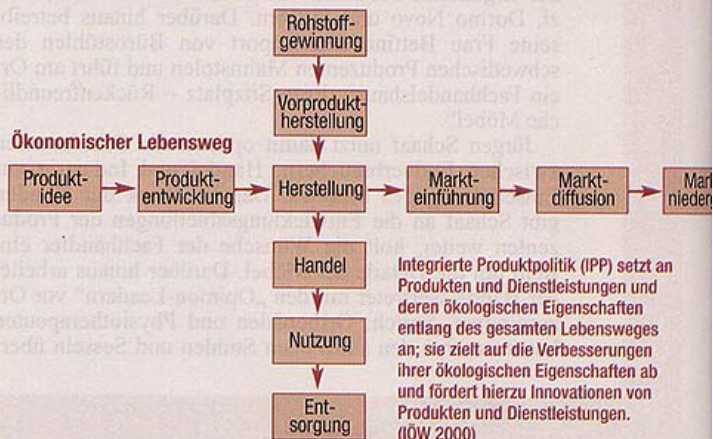 Rohstoff-
gewinnung
Vorprodukt-
herstellung
Ökonomischer Lebensweg
Produkt-
idee
Produkt-
entwicklung
Herstellung
Markt-
einführung
Markt-
diffusion
Handel
Nutzung
Ent-
sorgung
Integrierte Produktpolitik (IPP) setzt an
Produkten und Dienstleistungen und
deren ökologischen Eigenschaften
entlang des gesamten Lebensweges
an; sie zielt auf die Verbesserungen
ihrer ökologischen Eigenschaften ab
und fördert hierzu Innovationen von
Produkten und Dienstleistungen.
(IÖW 2000)